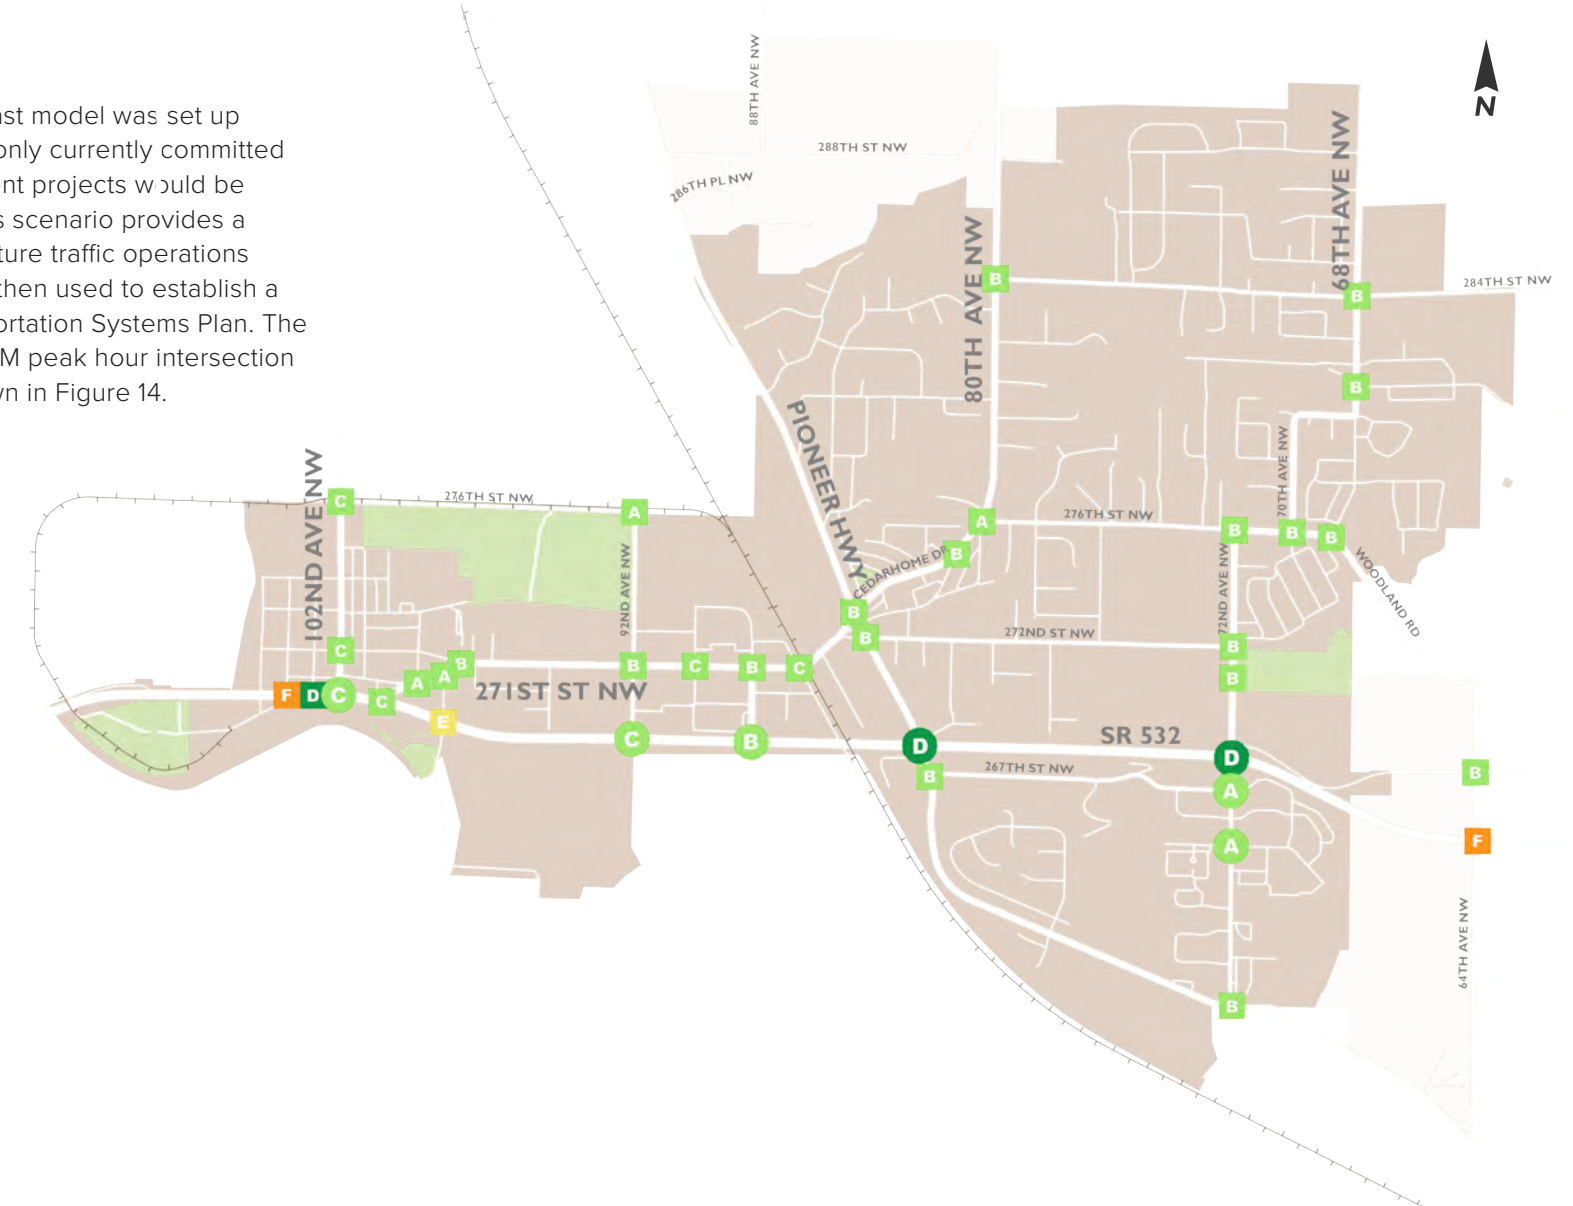 ast model was set up
only currently committed
ent projects would be
s scenario provides a
ture traffic operations
then used to establish a
ortation Systems Plan. The
M peak hour intersection
wn in Figure 14.
N
88TH AVE NW
288TH ST NW
286TH PL NW
68TH AVE NW
80TH AVE NW
B
B
284TH ST NW
B
PIONEER HWY
70TH AVE NW
102ND AVE NW
C
276TH ST NW
A
A
276TH ST NW
B
B
B
B
CEDARHOME DR
WOODLAND RD
92ND AVE NW
72ND AVE NW
B
B
272ND ST NW
B
C
B
B
C
B
C
B
A
A
271ST ST NW
F
D
C
C
E
C
B
D
SR 532
D
B
267TH ST NW
A
B
A
F
64TH AVE NW
B